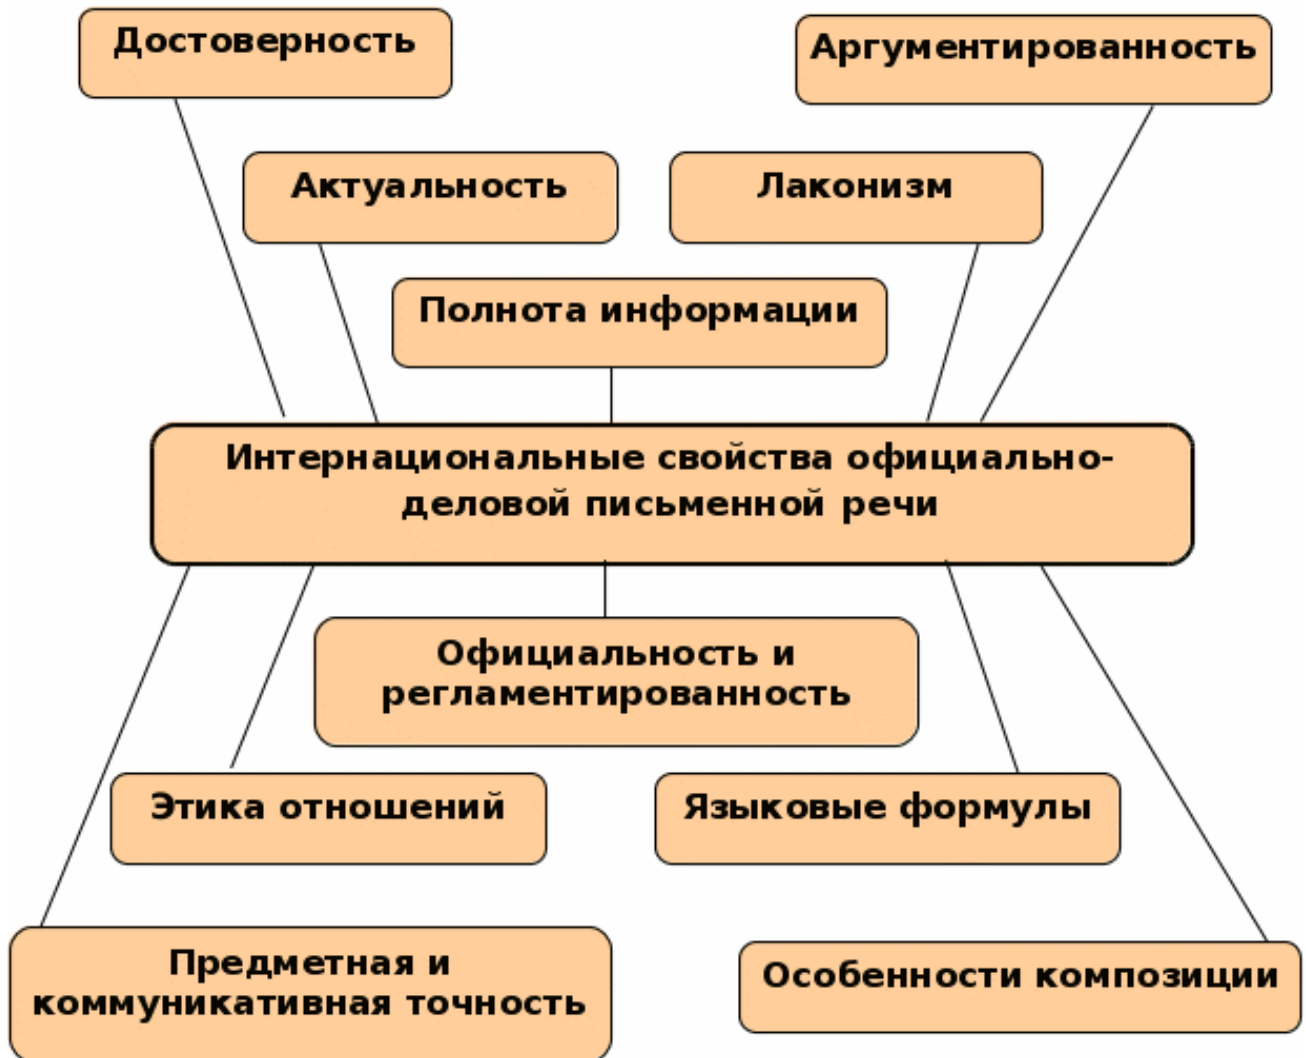 Достоверность
Аргументированность
Актуальность
Лаконизм
Полнота информации
Интернациональные свойства официально-
деловой письменной речи
Официальность и
регламентированность
Этика отношений
Языковые формулы
Предметная и
коммуникативная точность
Особенности композиции